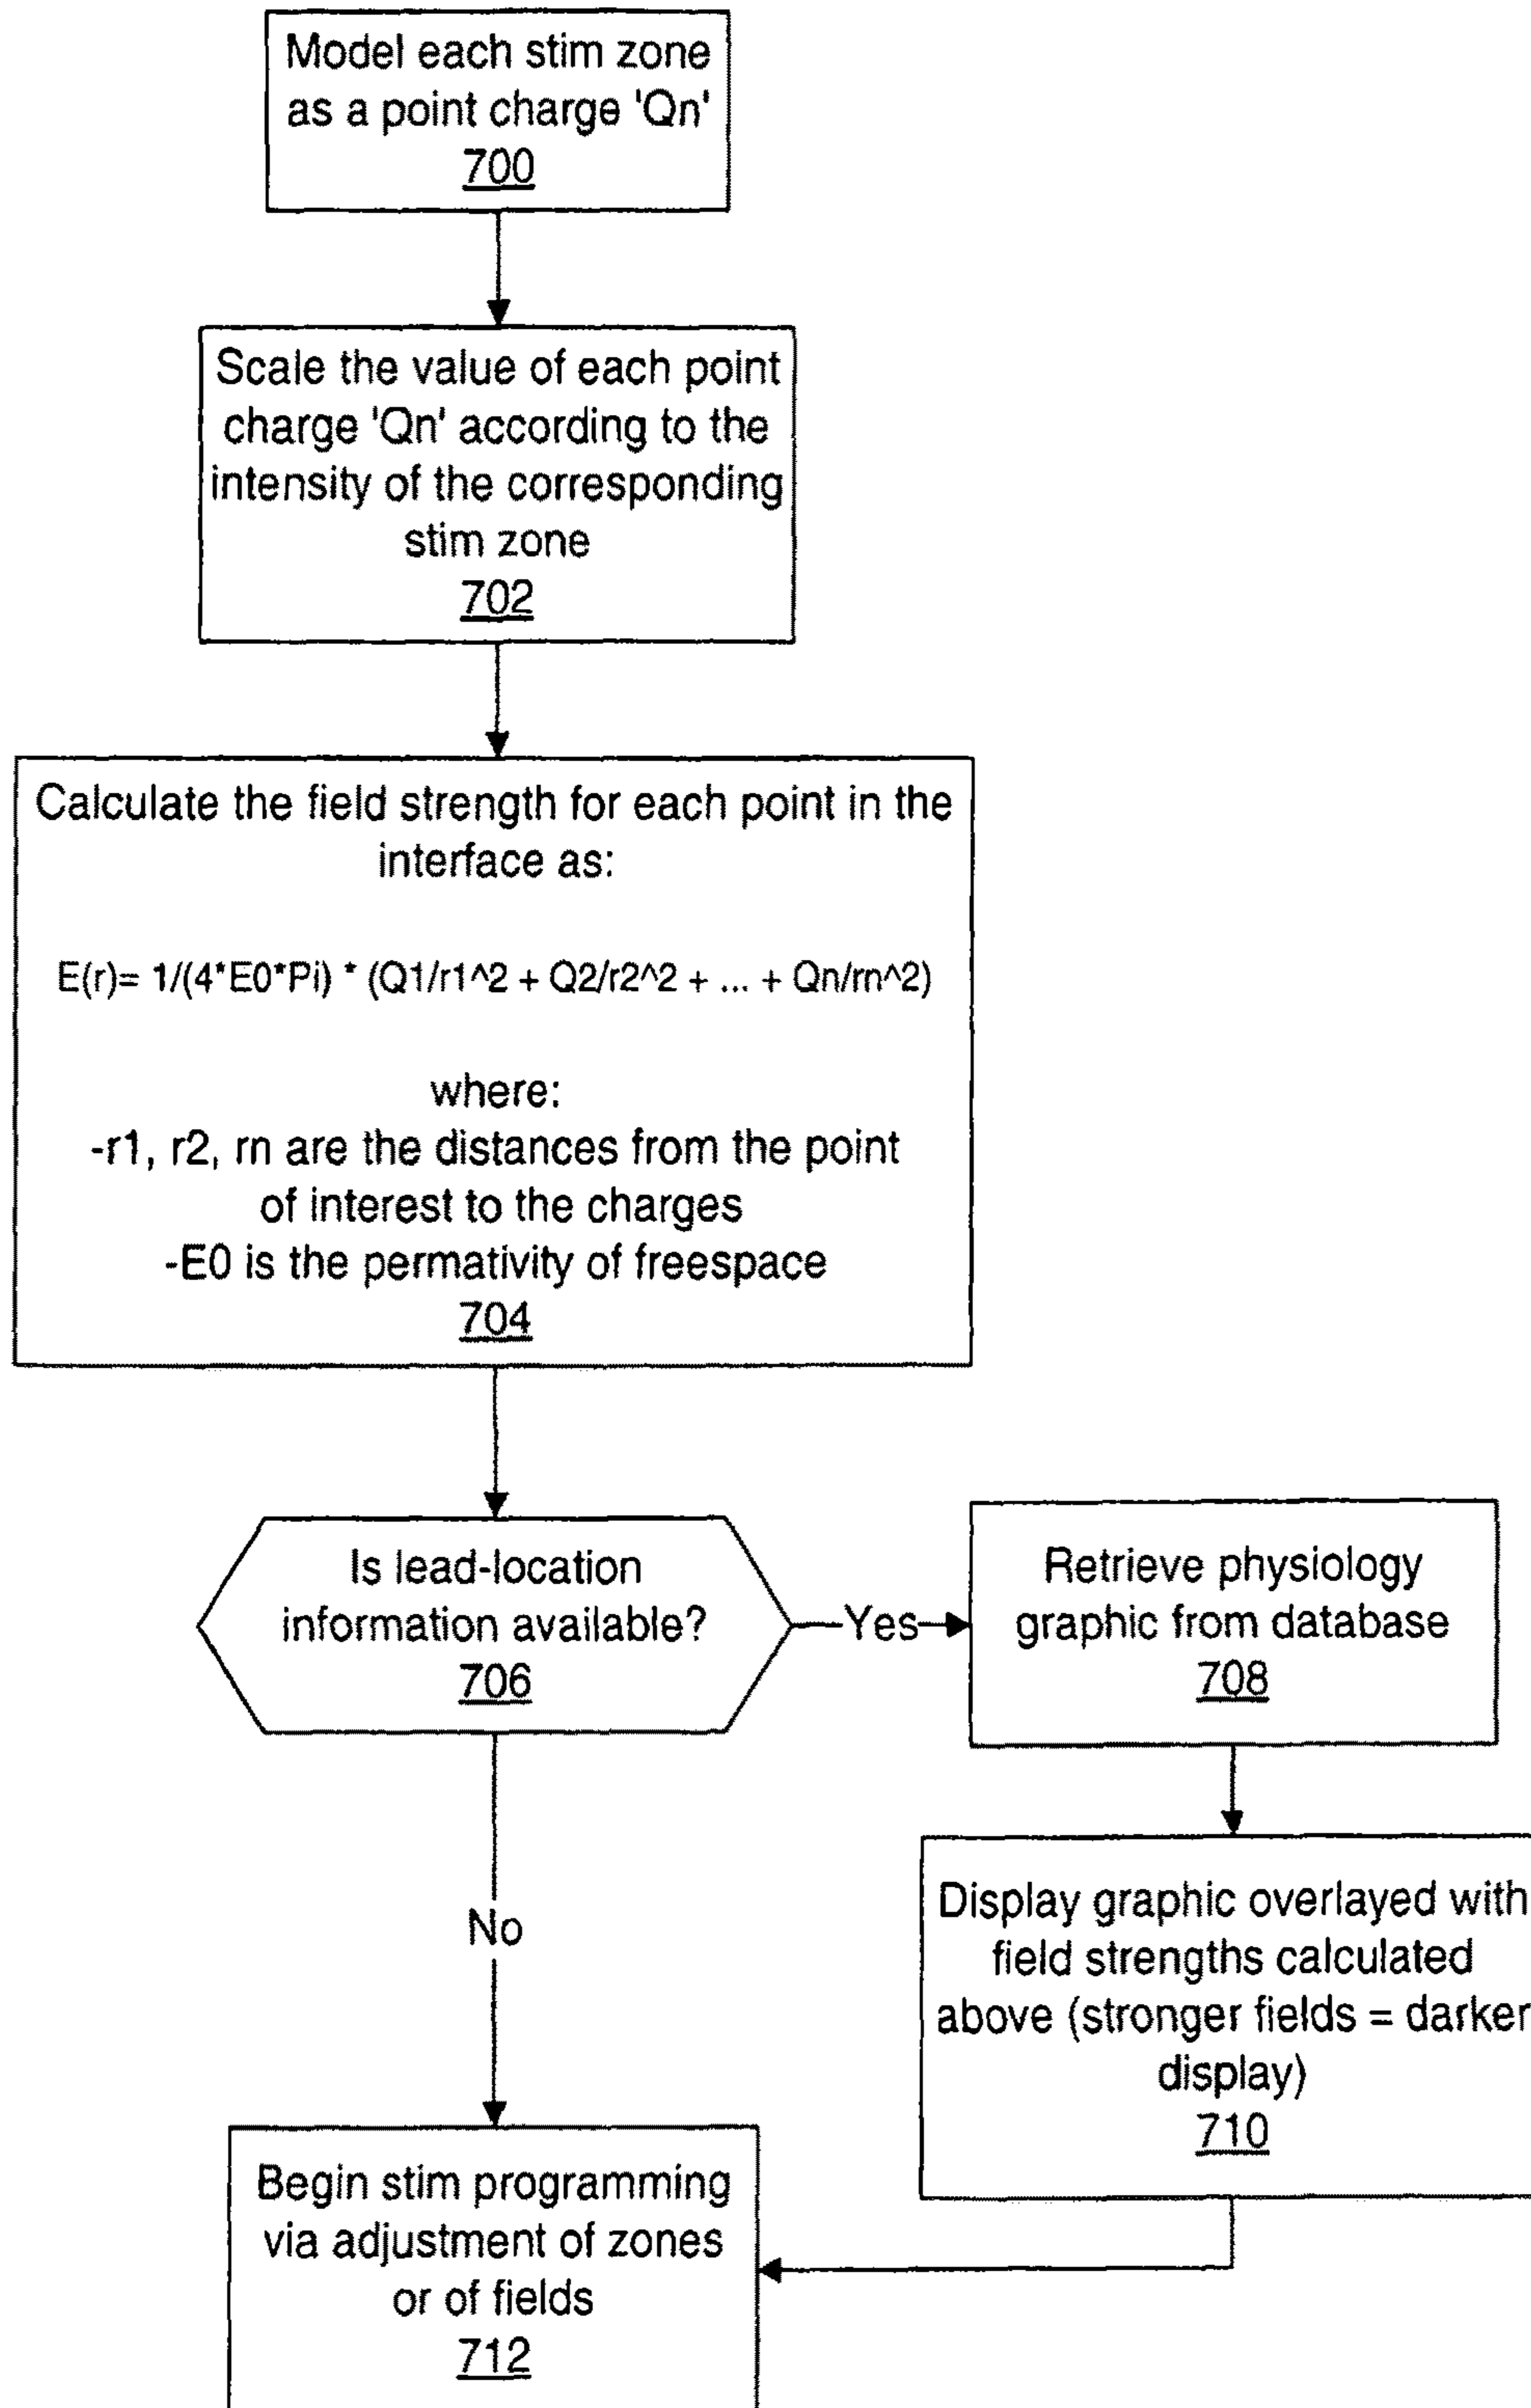 Model each stim zone
as a point charge 'Qn'
700
Scale the value of each point
charge 'Qn' according to the
intensity of the corresponding
stim zone
702
Calculate the field strength for each point in the
interface as:
E(r)= 1/(4*E0*Pi) * (Q1/r1^2 + Q2/r2^2 + ... + Qn/rn^2)
where:
-r1, r2, rn are the distances from the point
of interest to the charges
-E0 is the permativity of freespace
704
Is lead-location
information available?
706
Yes
Retrieve physiology
graphic from database
708
No
Display graphic overlayed with
field strengths calculated
above (stronger fields = darker
display)
710
Begin stim programming
via adjustment of zones
or of fields
712